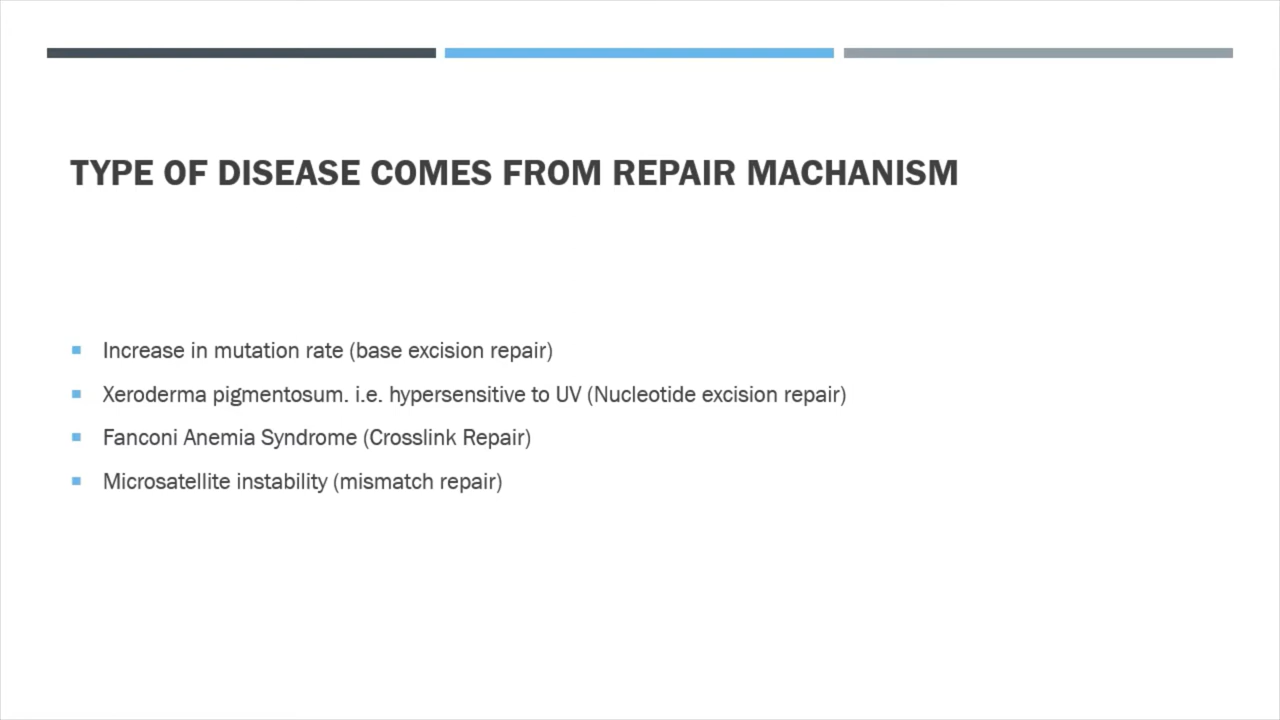 TYPE OF DISEASE COMES FROM REPAIR MACHANISM
Increase in mutation rate (base excision repair)
Xeroderma pigmentosum. i.e. hypersensitive to UV (Nucleotide excision repair)
Fanconi Anemia Syndrome (Crosslink Repair)
Microsatellite instability (mismatch repair)